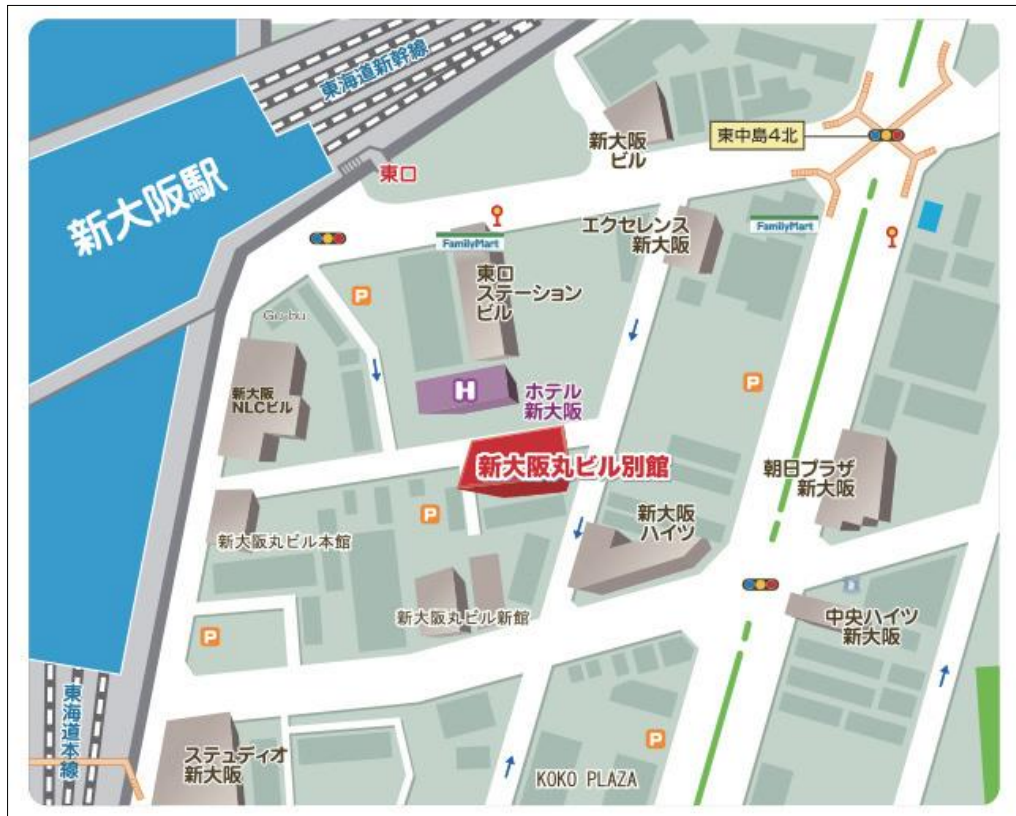 東海道新幹線
新大阪駅
東口
新大阪
ビル
東中島4北
エクセレンス
新大阪
FamilyMart
FamilyMart
東口
ステーション
ビル
P
Gu-bu
新大阪
NLCビル
H
ホテル
新大阪
P
新大阪丸ビル別館
朝日プラザ
新大阪
P
新大阪
ハイツ
新大阪丸ビル本館
新大阪丸ビル新館
中央ハイツ
新大阪
P
東海道本線
ステュディオ
新大阪
P
KOKO PLAZA